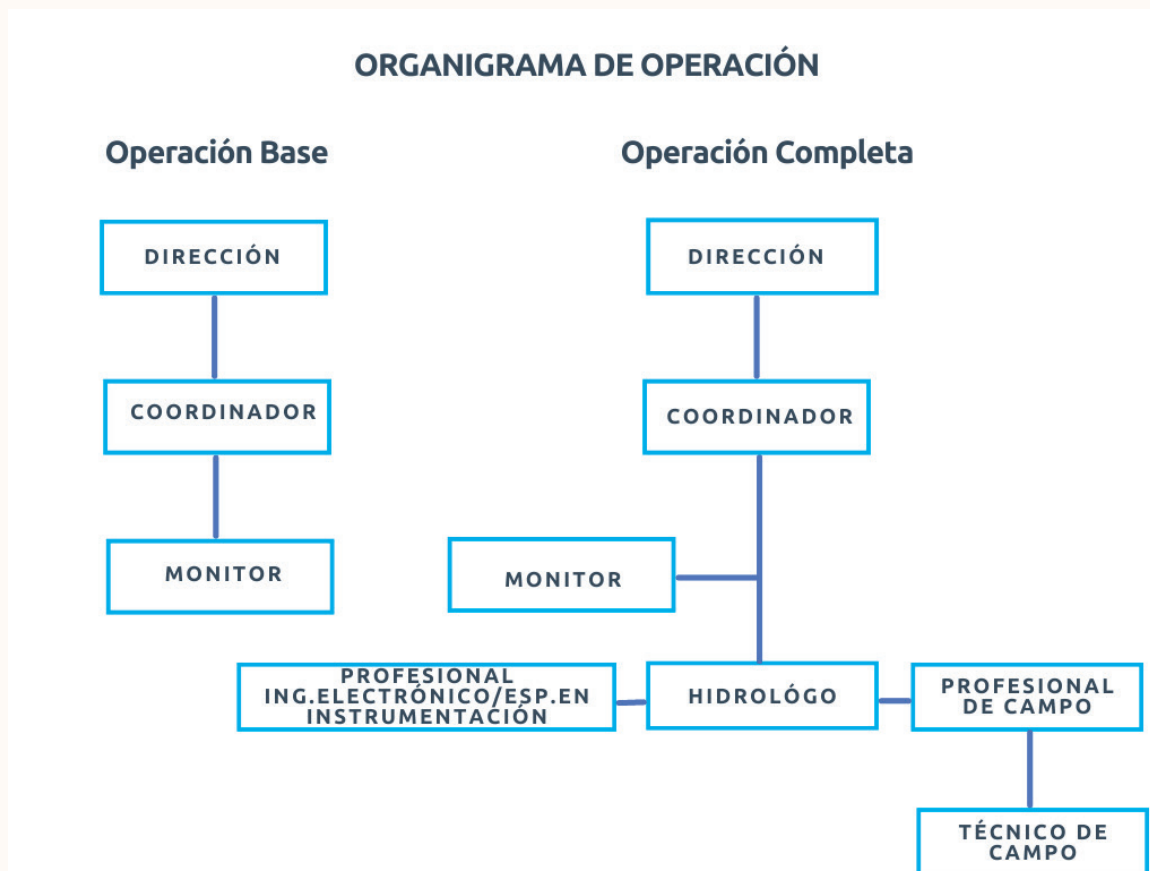 ORGANIGRAMA DE OPERACIÓN
Operación Base
Operación Completa
DIRECCIÓN
DIRECCIÓN
COORDINADOR
COORDINADOR
MONITOR
MONITOR
PROFESIONAL
ING.ELECTRÓNICO/ESP.EN
INSTRUMENTACIÓN
HIDROLÓGO
PROFESIONAL
DE CAMPO
TÉCNICO DE
CAMPO